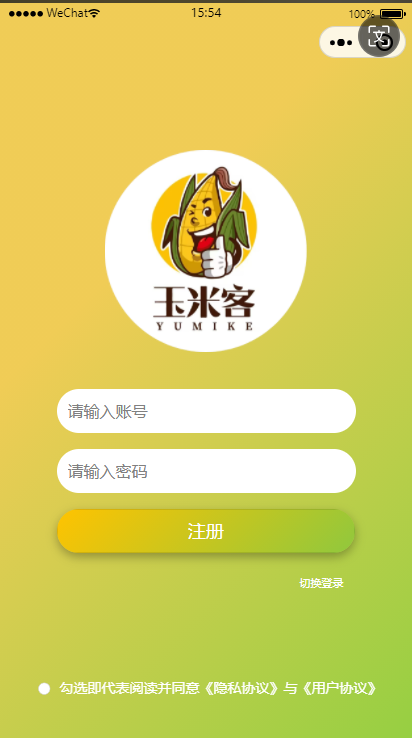 WeChat 15:54 100%
文
玉米客
YUMIKE
请输入账号
请输入密码
注册
切换登录
勾选即代表阅读并同意《隐私协议》与《用户协议》